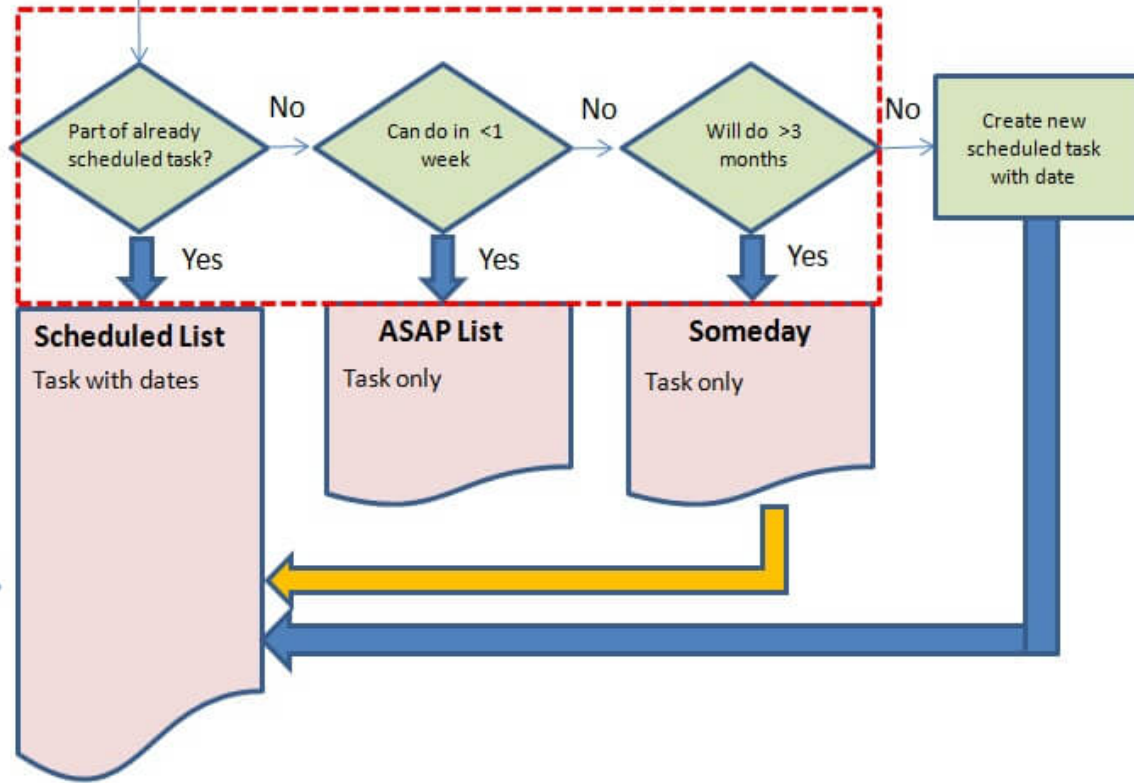 Part of already
scheduled task?
No
Can do in <1
week
No
Will do >3
months
No
Create new
scheduled task
with date
Yes
Yes
Yes
Scheduled List
Task with dates
ASAP List
Task only
Someday
Task only